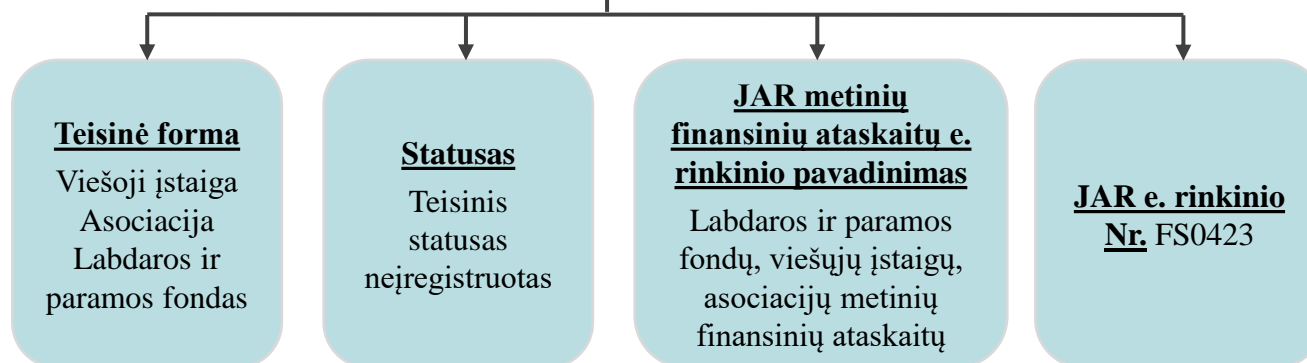 Teisinė forma
Viešoji įstaiga
Asociacija
Labdaros ir
paramos fondas
Statusas
Teisinis
statusas
neįregistruotas
JAR metinių
finansinių ataskaitų e.
rinkinio pavadinimas
Labdaros ir paramos
fondų, viešųjų įstaigų,
asociacijų metinių
finansinių ataskaitų
JAR e. rinkinio
Nr. FS0423